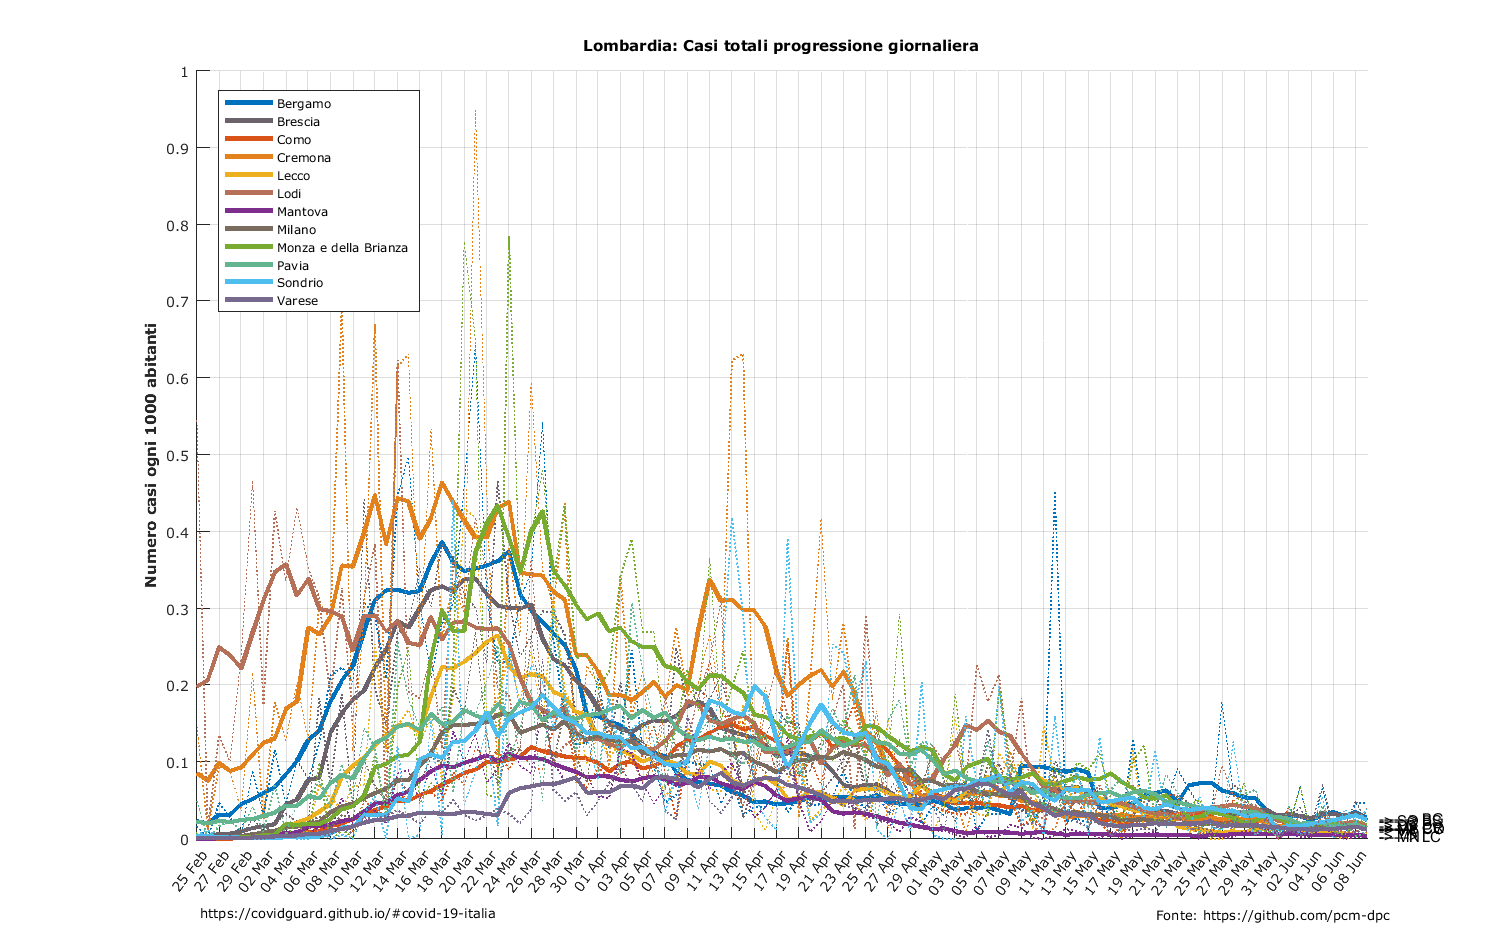 Lombardia: Casi totali progressione giornaliera
1
0.9
0.8
0.7
0.6
0.5
0.4
0.3
0.2
0.1
0
Numero casi ogni 1000 abitanti
Bergamo
Brescia
Como
Cremona
Lecco
Lodi
Mantova
Milano
Monza e della Brianza
Pavia
Sondrio
Varese
25 Feb
27 Feb
29 Feb
02 Mar
04 Mar
06 Mar
08 Mar
10 Mar
12 Mar
14 Mar
16 Mar
18 Mar
20 Mar
22 Mar
24 Mar
26 Mar
28 Mar
30 Mar
01 Apr
03 Apr
05 Apr
07 Apr
09 Apr
11 Apr
13 Apr
15 Apr
17 Apr
19 Apr
21 Apr
23 Apr
25 Apr
27 Apr
29 Apr
01 May
03 May
05 May
07 May
09 May
11 May
13 May
15 May
17 May
19 May
21 May
23 May
25 May
27 May
29 May
31 May
02 Jun
04 Jun
06 Jun
08 Jun
https://covidguard.github.io/#covid-19-italia
Fonte: https://github.com/pcm-dpc